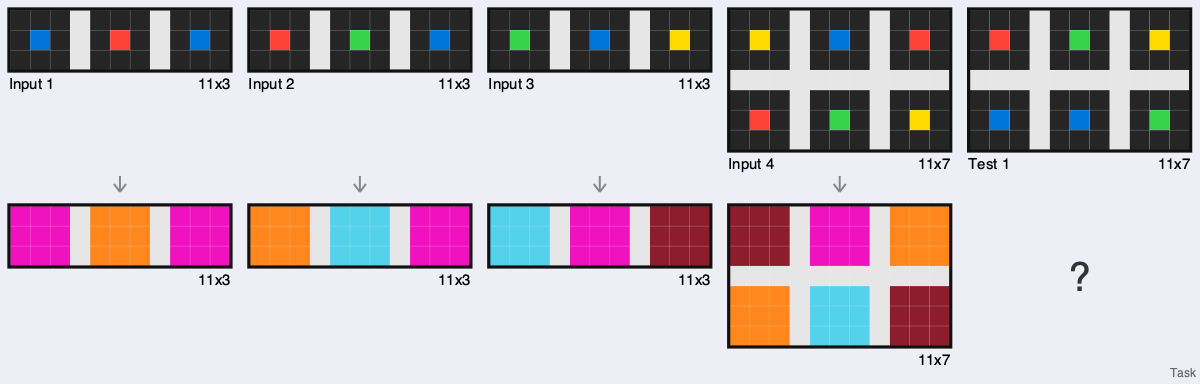 Input 1 11x3
Input 2 11x3
Input 3 11x3
Input 4 11x7
Test 1 11x7
11x3
11x3
11x3
11x7
?
Task